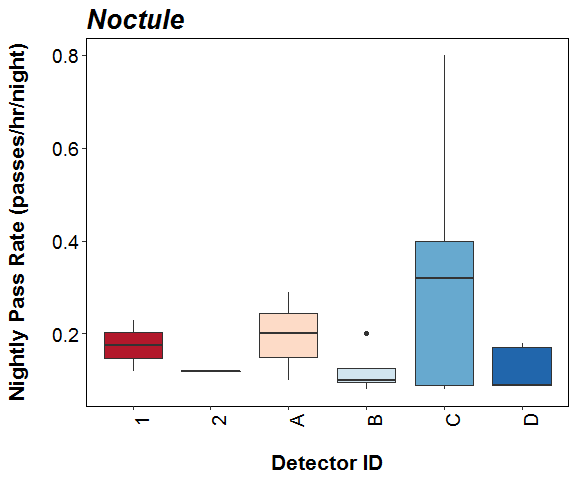 Noctule
Nightly Pass Rate (passes/hr/night)
0.8
0.6
0.4
0.2
1
2
A
B
C
D
Detector ID